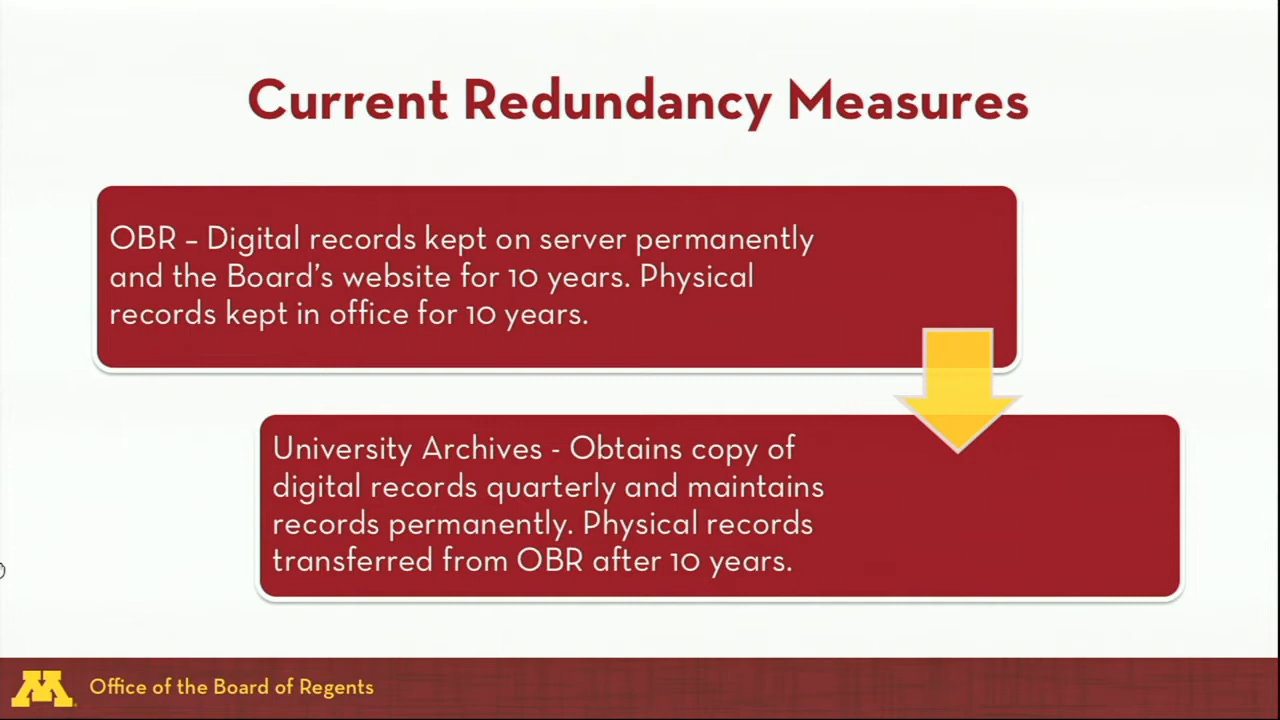 Current Redundancy Measures
OBR – Digital records kept on server permanently
and the Board's website for 10 years. Physical
records kept in office for 10 years.
University Archives - Obtains copy of
digital records quarterly and maintains
records permanently. Physical records
transferred from OBR after 10 years.
M
Office of the Board of Regents